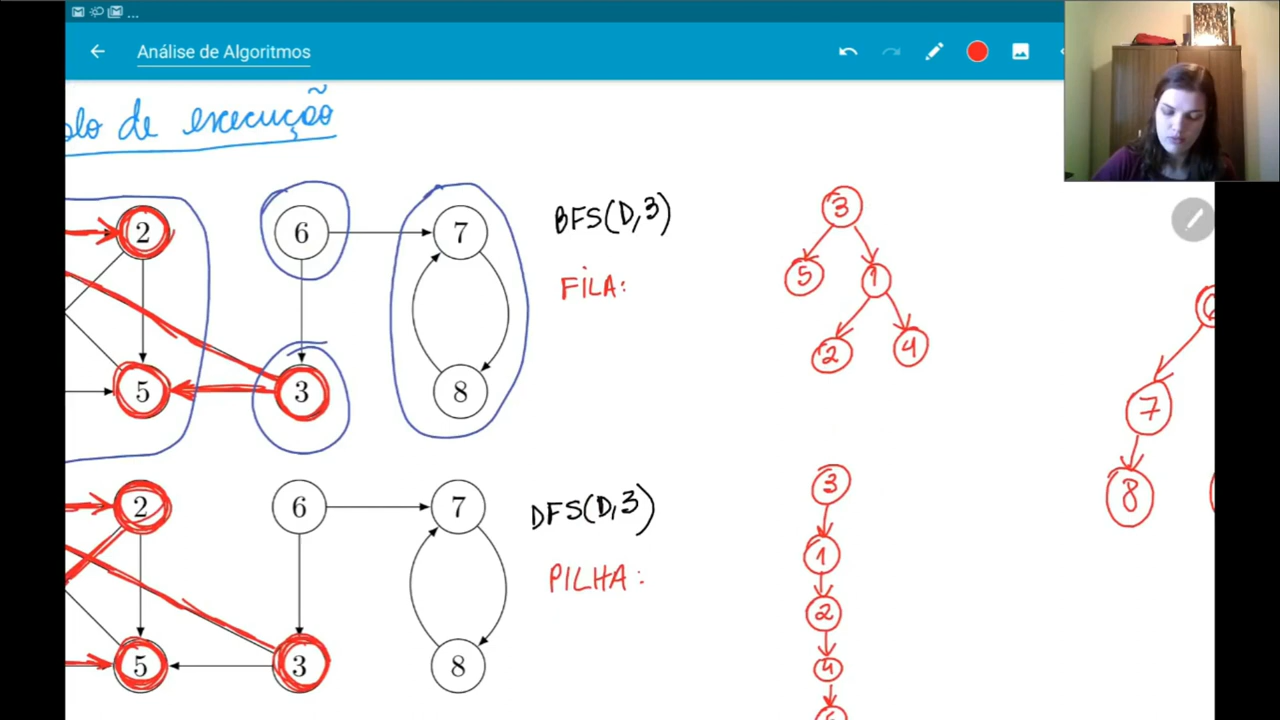 ...
Análise de Algoritmos
plo de execução
2 6 7
BFS(D,3)
FILA:
5 3 8
3
5 1
2 4
7
8
2 6 7
DFS(D,3)
PILHA:
5 3 8
3
1
2
4